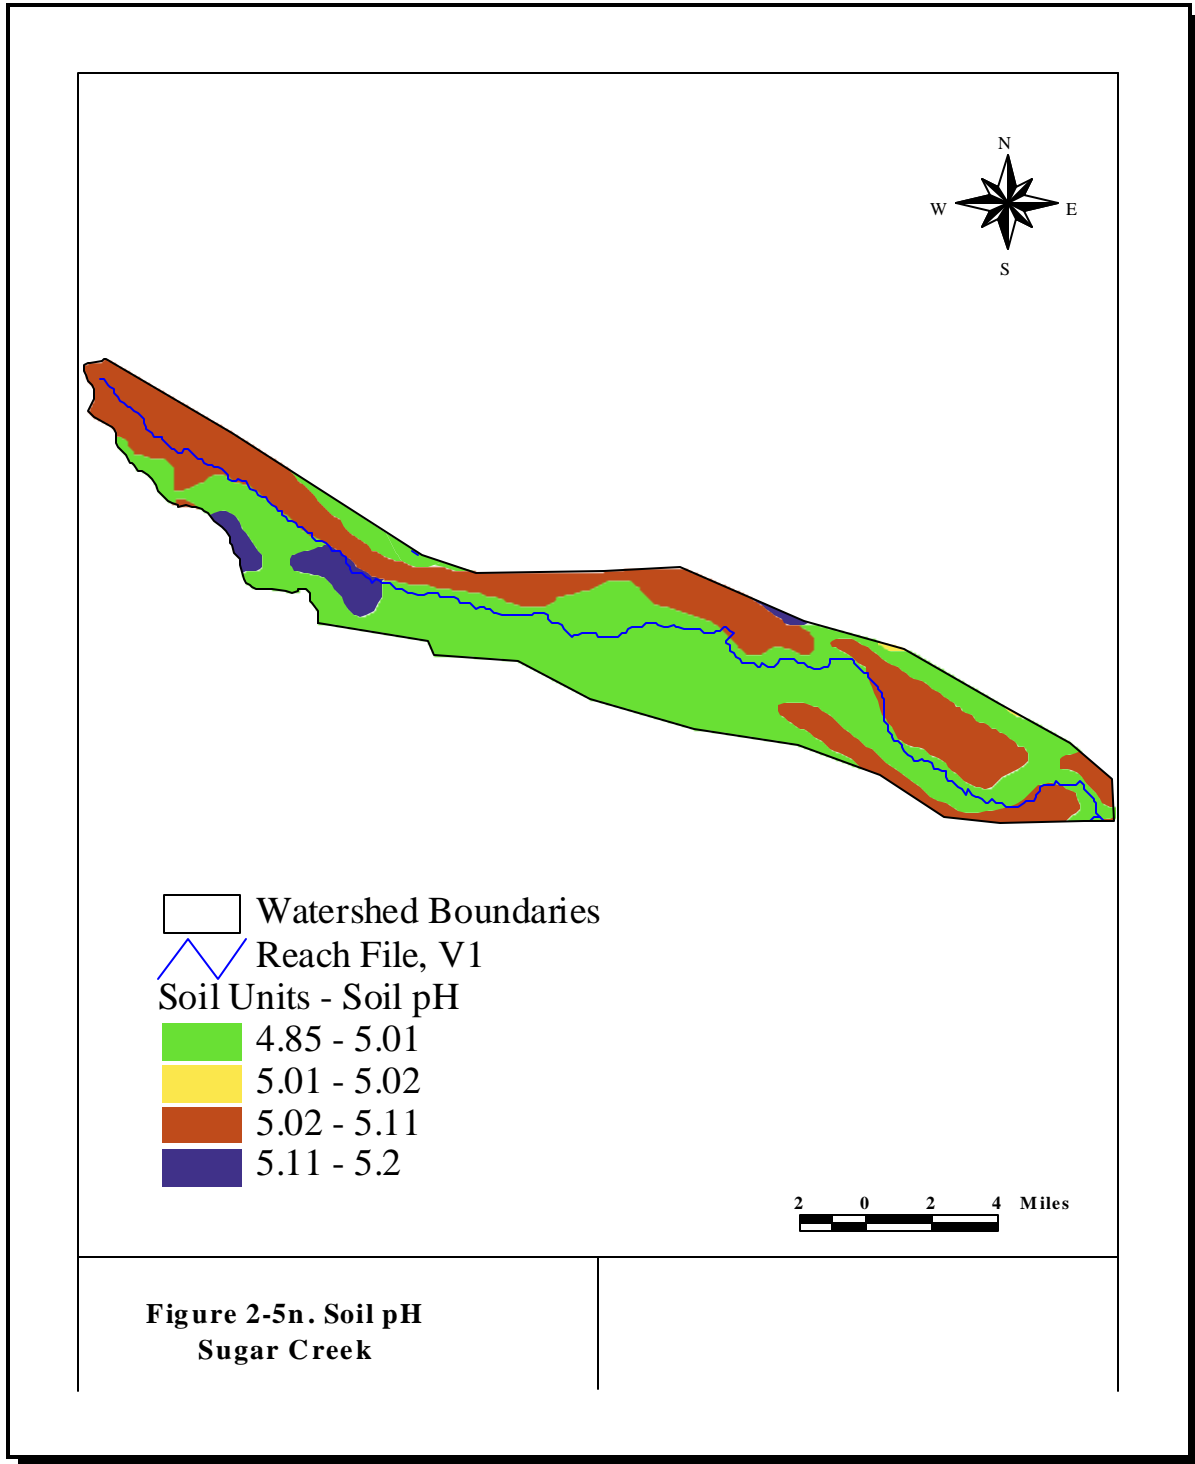 N
W E
S
Watershed Boundaries
Reach File, V1
Soil Units - Soil pH
4.85 - 5.01
5.01 - 5.02
5.02 - 5.11
5.11 - 5.2
2 0 2 4 Miles
Figure 2-5n. Soil pH
Sugar Creek